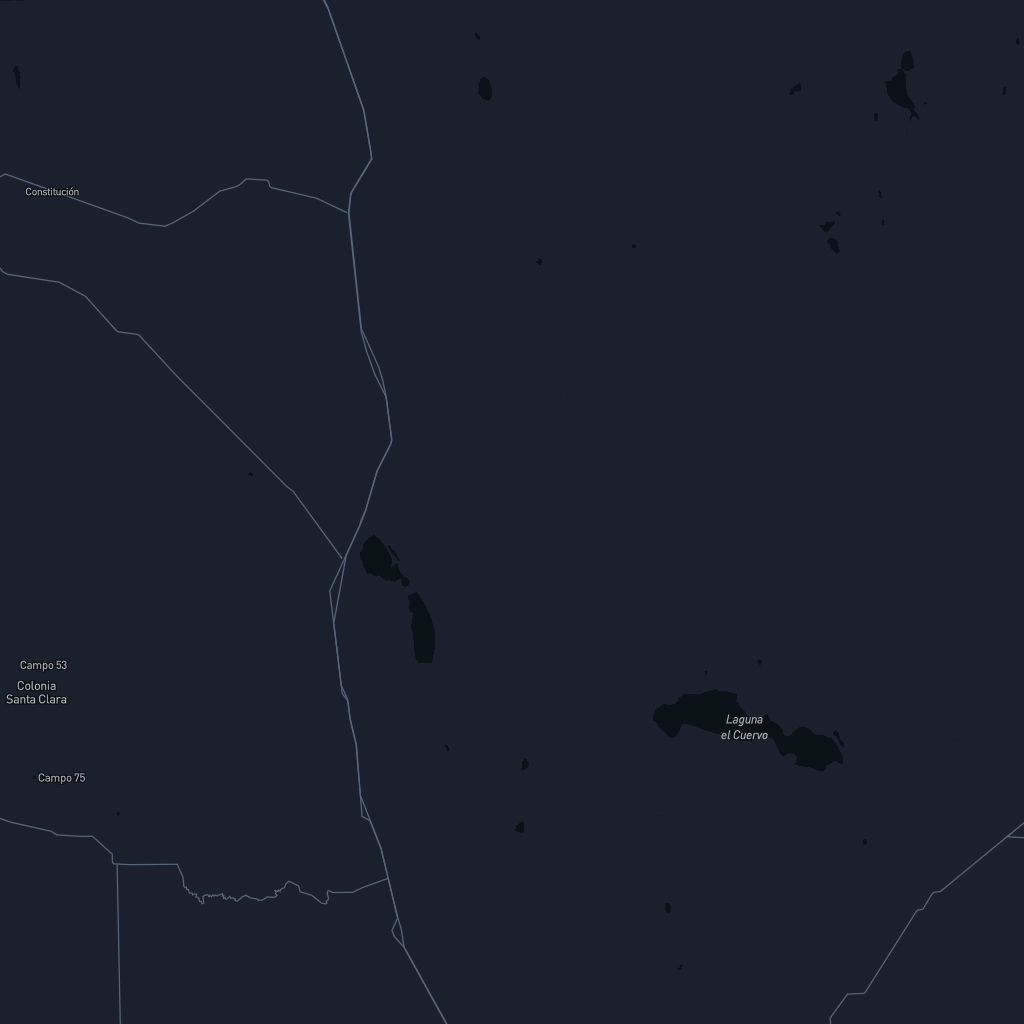 Constitución
Campo 53
Colonia
Santa Clara
Laguna
el Cuervo
Campo 75